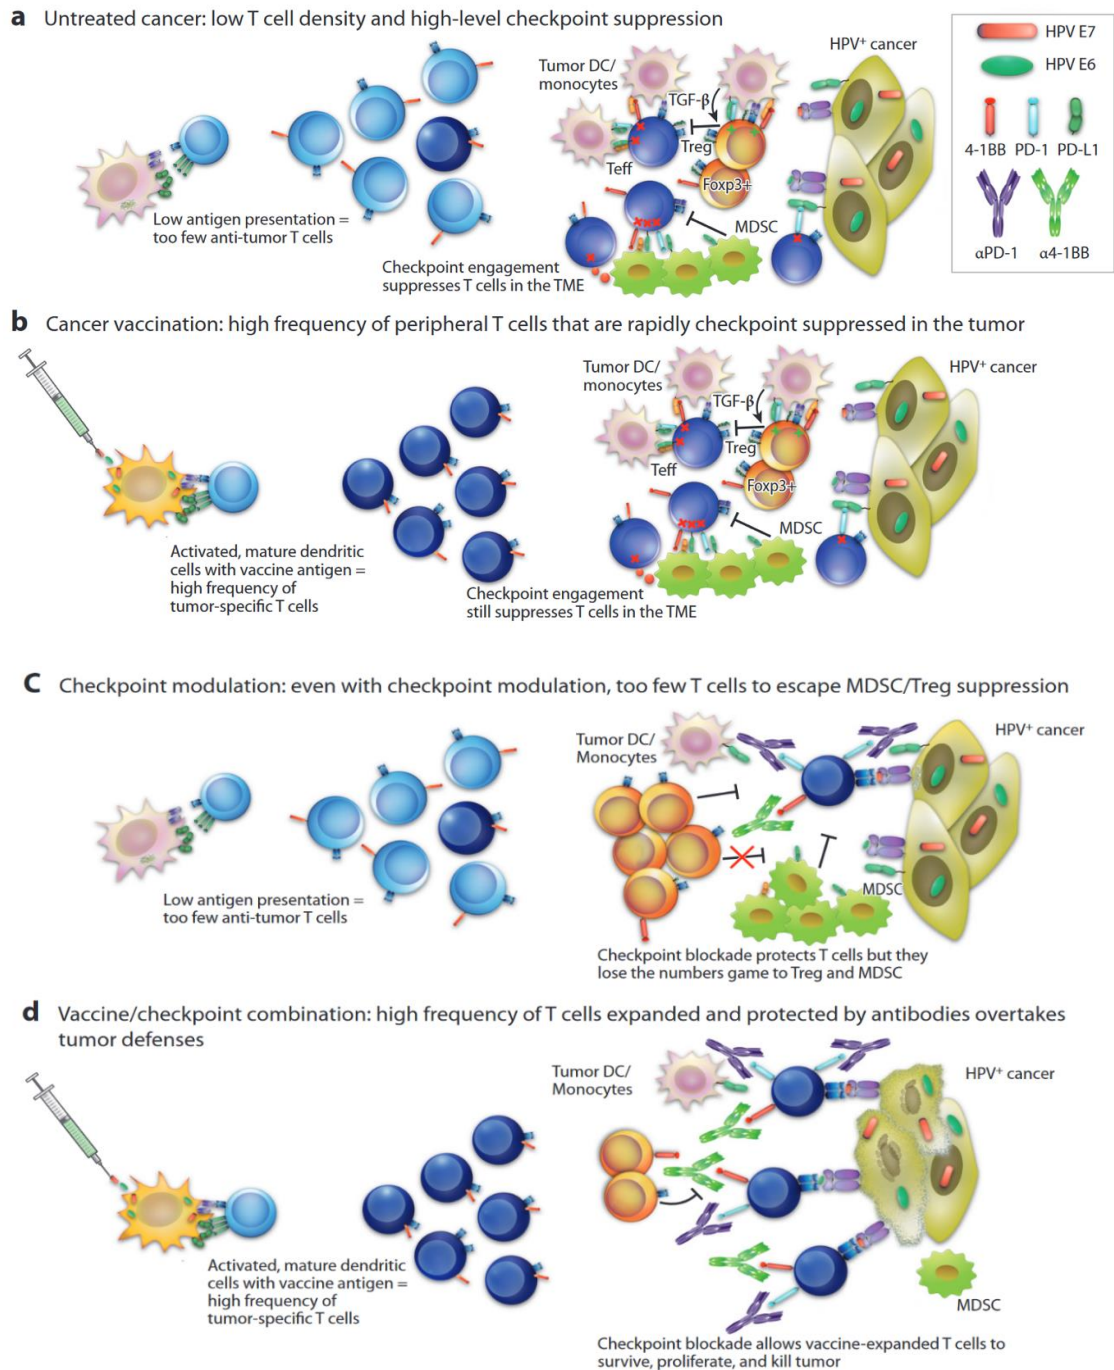 a Untreated cancer: low T cell density and high-level checkpoint suppression
HPV⁺ cancer
Tumor DC/
monocytes
TGF-β
Treg
Teff
Foxp3+
MDSC
Low antigen presentation =
too few anti-tumor T cells
Checkpoint engagement
suppresses T cells in the TME
HPV E7
HPV E6
4-1BB PD-1 PD-L1
αPD-1 α4-1BB
b Cancer vaccination: high frequency of peripheral T cells that are rapidly checkpoint suppressed in the tumor
Tumor DC/
monocytes
HPV⁺ cancer
TGF-β
Treg
Teff
Foxp3+
MDSC
Activated, mature dendritic
cells with vaccine antigen =
high frequency of
tumor-specific T cells
Checkpoint engagement
still suppresses T cells in the TME
C Checkpoint modulation: even with checkpoint modulation, too few T cells to escape MDSC/Treg suppression
HPV⁺ cancer
Tumor DC/
Monocytes
MDSC
Low antigen presentation =
too few anti-tumor T cells
Checkpoint blockade protects T cells but they
lose the numbers game to Treg and MDSC
d Vaccine/checkpoint combination: high frequency of T cells expanded and protected by antibodies overtakes
tumor defenses
Tumor DC/
Monocytes
HPV⁺ cancer
Activated, mature dendritic
cells with vaccine antigen =
high frequency of
tumor-specific T cells
MDSC
Checkpoint blockade allows vaccine-expanded T cells to
survive, proliferate, and kill tumor